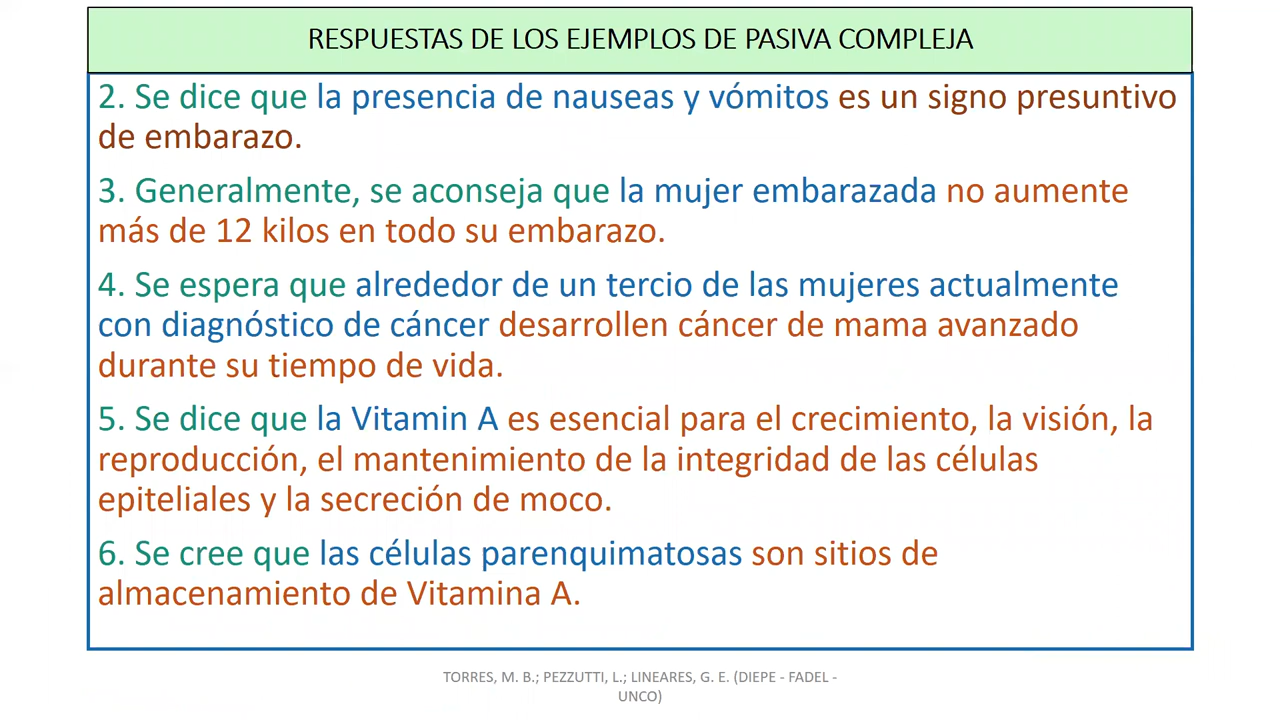 RESPUESTAS DE LOS EJEMPLOS DE PASIVA COMPLEJA
2. Se dice que la presencia de nauseas y vómitos es un signo presuntivo
de embarazo.
3. Generalmente, se aconseja que la mujer embarazada no aumente
más de 12 kilos en todo su embarazo.
4. Se espera que alrededor de un tercio de las mujeres actualmente
con diagnóstico de cáncer desarrollen cáncer de mama avanzado
durante su tiempo de vida.
5. Se dice que la Vitamin A es esencial para el crecimiento, la visión, la
reproducción, el mantenimiento de la integridad de las células
epiteliales y la secreción de moco.
6. Se cree que las células parenquimatosas son sitios de
almacenamiento de Vitamina A.
TORRES, M. B.; PEZZUTTI, L.; LINEARES, G. E. (DIEPE - FADEL -
UNCO)